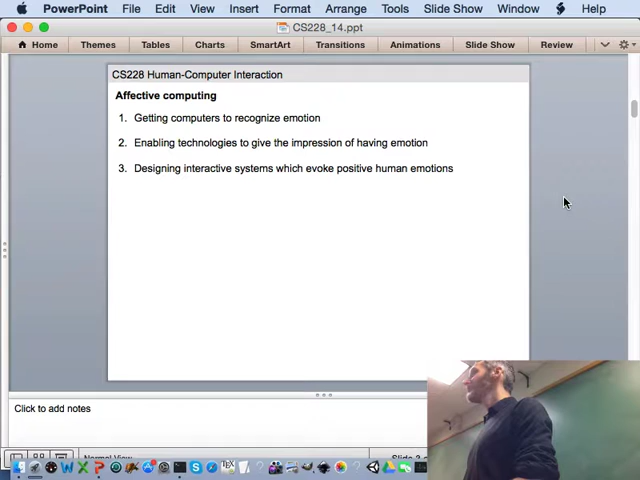 PowerPoint File Edit View Insert Format Arrange Tools Slide Show Window Help
CS228_14.ppt
Home Themes Tables Charts SmartArt Transitions Animations Slide Show Review
CS228 Human-Computer Interaction
Affective computing
1. Getting computers to recognize emotion
2. Enabling technologies to give the impression of having emotion
3. Designing interactive systems which evoke positive human emotions
Click to add notes
Normal View